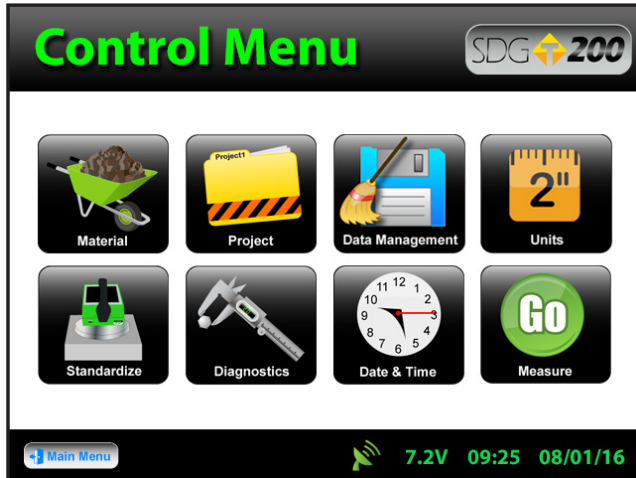 Control Menu
SDG T 200
Material
Project1
Project
Data Management
2"
Units
Standardize
Diagnostics
12
1
2
3
4
5
6
7
8
9
10
11
Date & Time
Go
Measure
Main Menu
7.2V 09:25 08/01/16